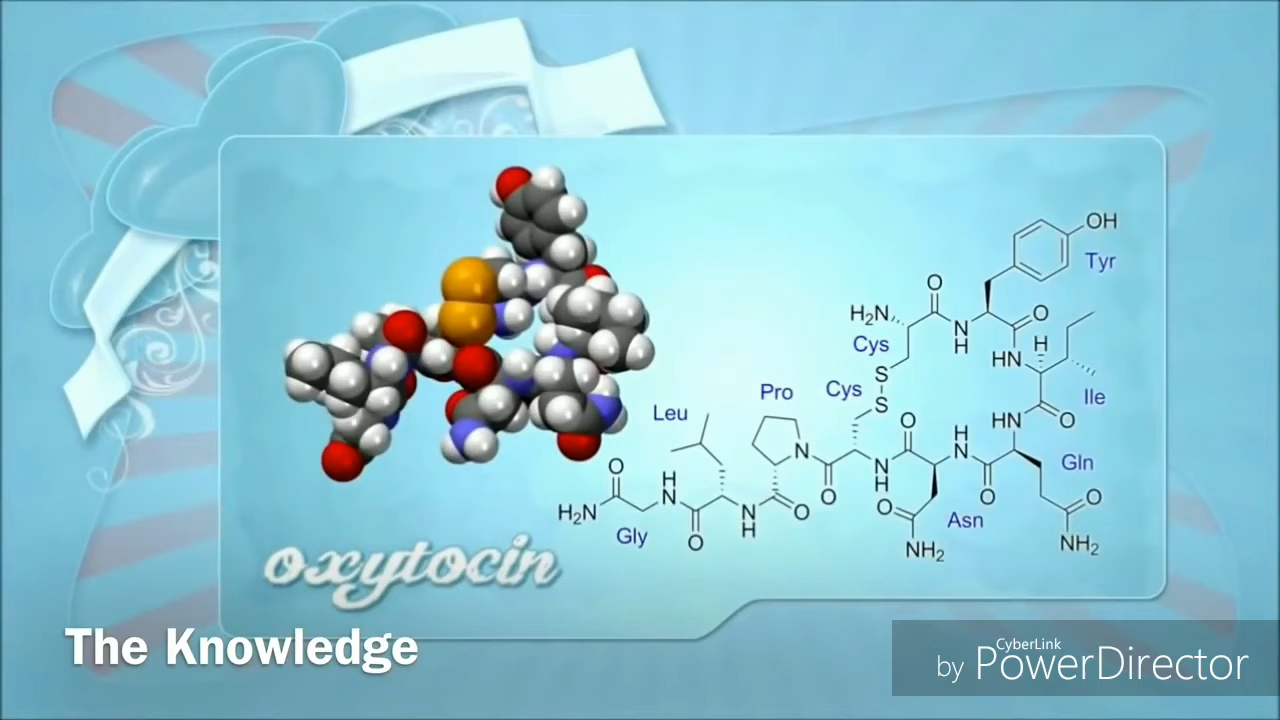 OH
Tyr
O
O
H₂N
N
H
H
HN
Cys
S
S
Cys
Ile
Pro
Leu
O
HN
O
H
N
N
Gln
O
H
N
O
N
H
O
O
H₂N
O
N
H
O
Asn
Gly
O
NH₂
NH₂
oxytocin
The Knowledge
CyberLink
by PowerDirector